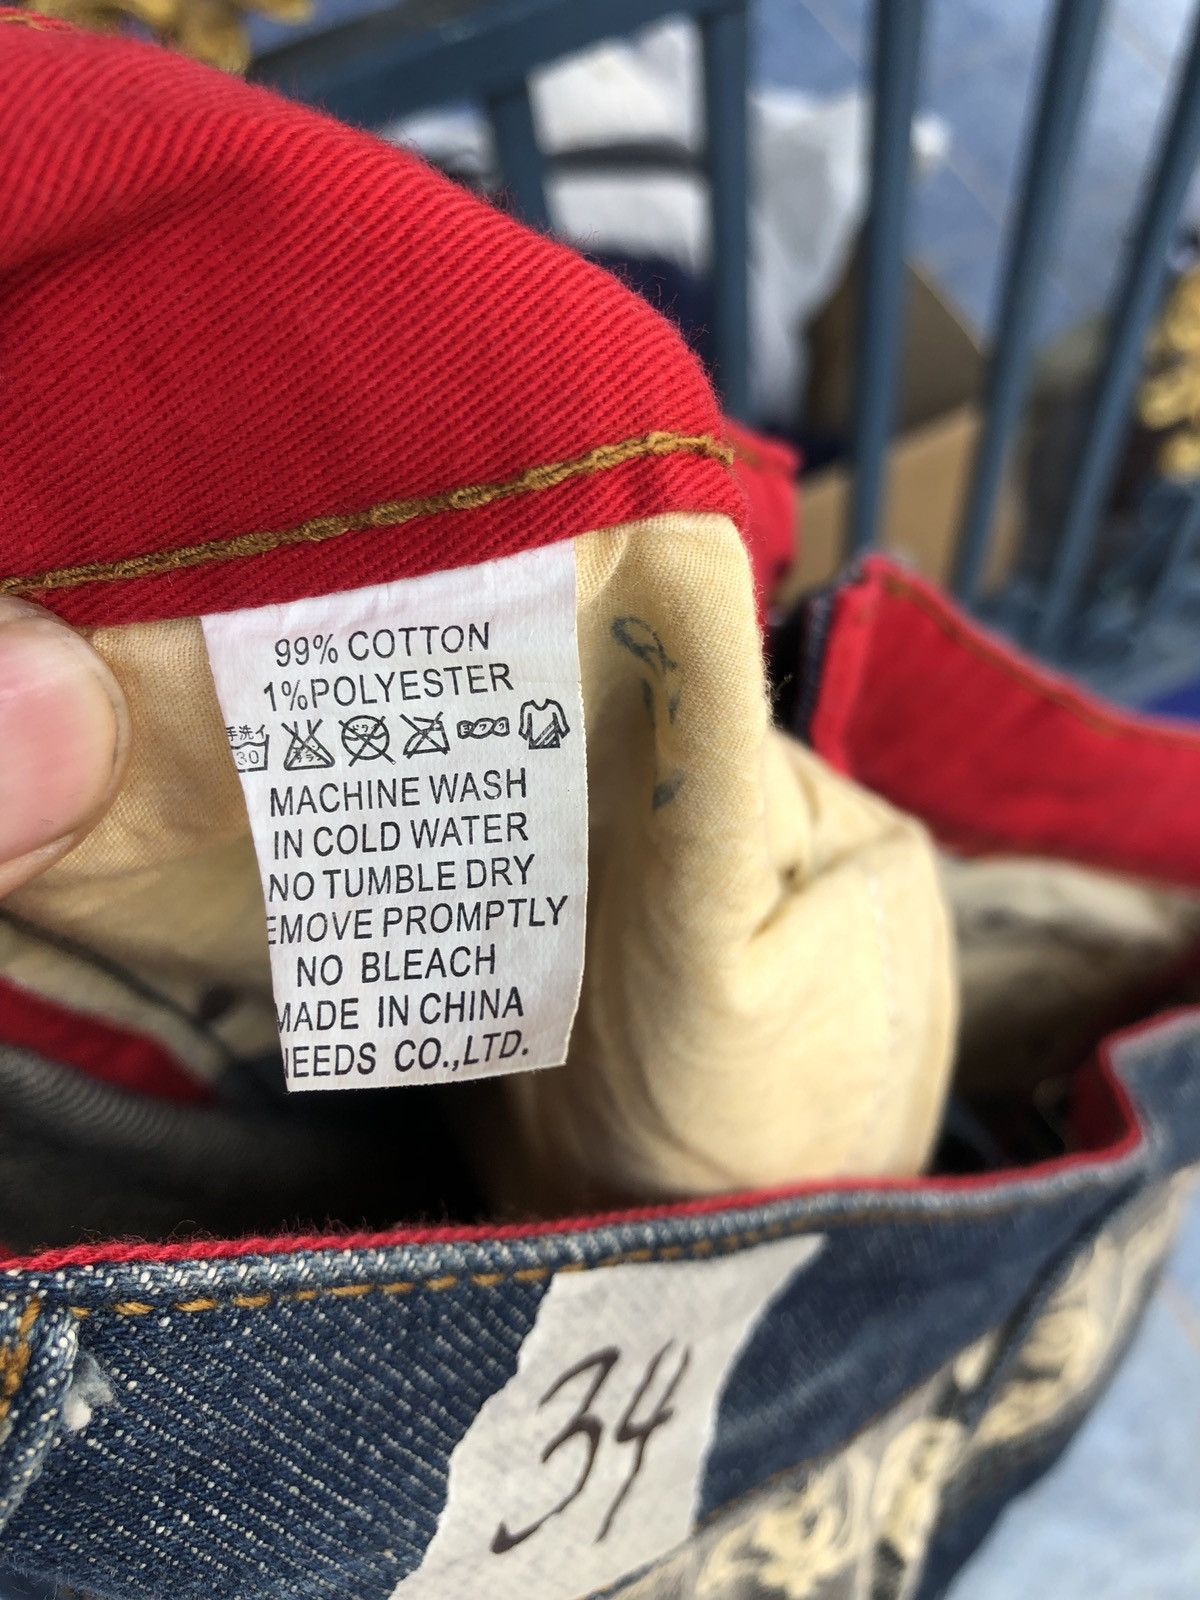 99% COTTON
1%POLYESTER
手洗イ
30
MACHINE WASH
IN COLD WATER
NO TUMBLE DRY
EMOVE PROMPTLY
NO BLEACH
MADE IN CHINA
NEEDS CO.,LTD.
34